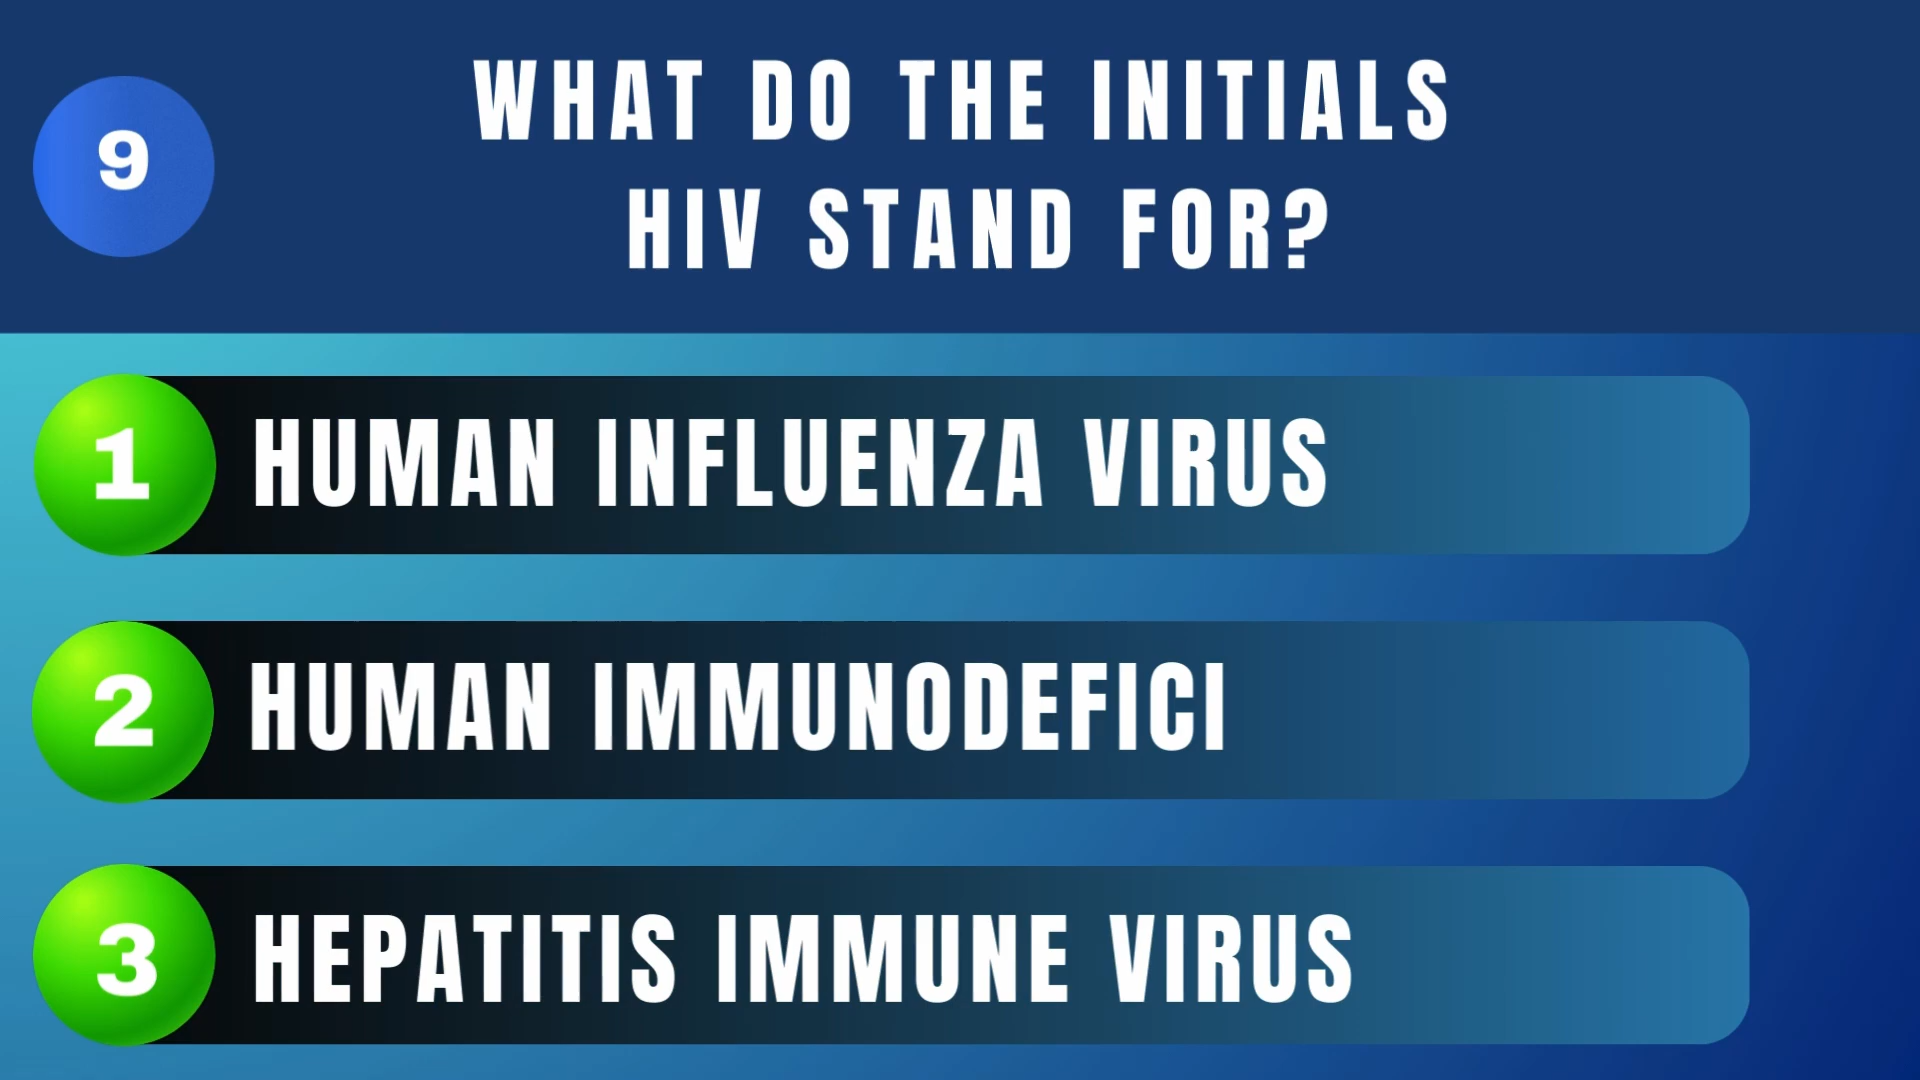 9
WHAT DO THE INITIALS
HIV STAND FOR?
1
HUMAN INFLUENZA VIRUS
2
HUMAN IMMUNODEFICI
3
HEPATITIS IMMUNE VIRUS